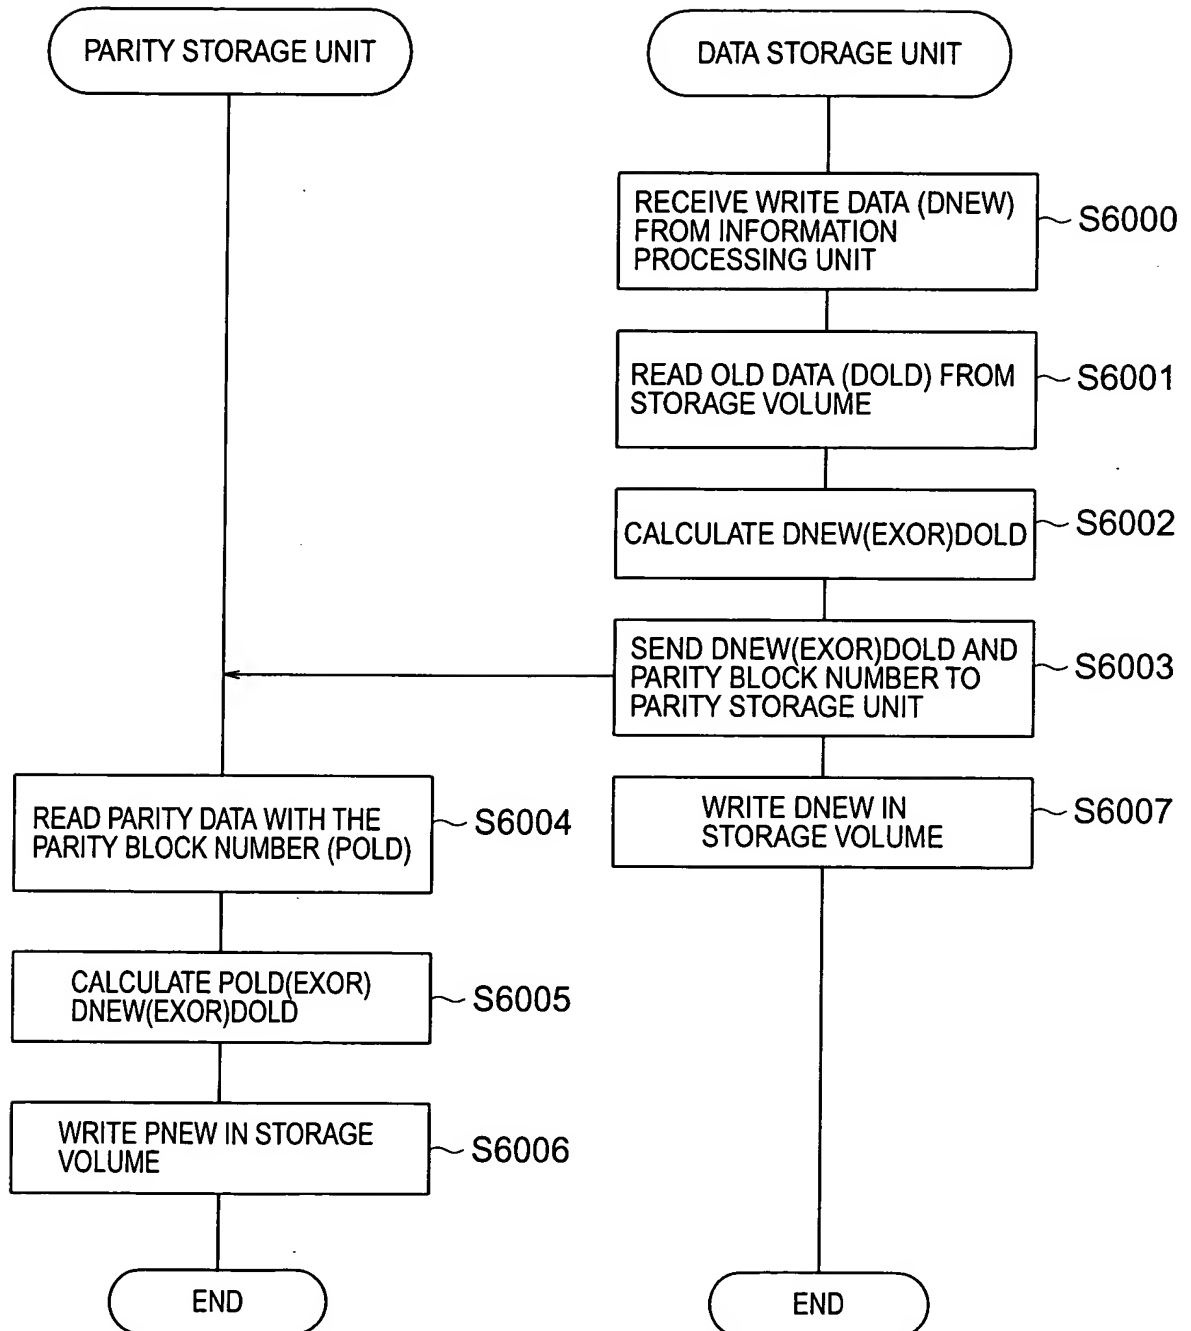 PARITY STORAGE UNIT
DATA STORAGE UNIT
RECEIVE WRITE DATA (DNEW)
FROM INFORMATION
PROCESSING UNIT
S6000
READ OLD DATA (DOLD) FROM
STORAGE VOLUME
S6001
CALCULATE DNEW(EXOR)DOLD
S6002
SEND DNEW(EXOR)DOLD AND
PARITY BLOCK NUMBER TO
PARITY STORAGE UNIT
S6003
READ PARITY DATA WITH THE
PARITY BLOCK NUMBER (POLD)
S6004
WRITE DNEW IN
STORAGE VOLUME
S6007
CALCULATE POLD(EXOR)
DNEW(EXOR)DOLD
S6005
WRITE PNEW IN STORAGE
VOLUME
S6006
END
END